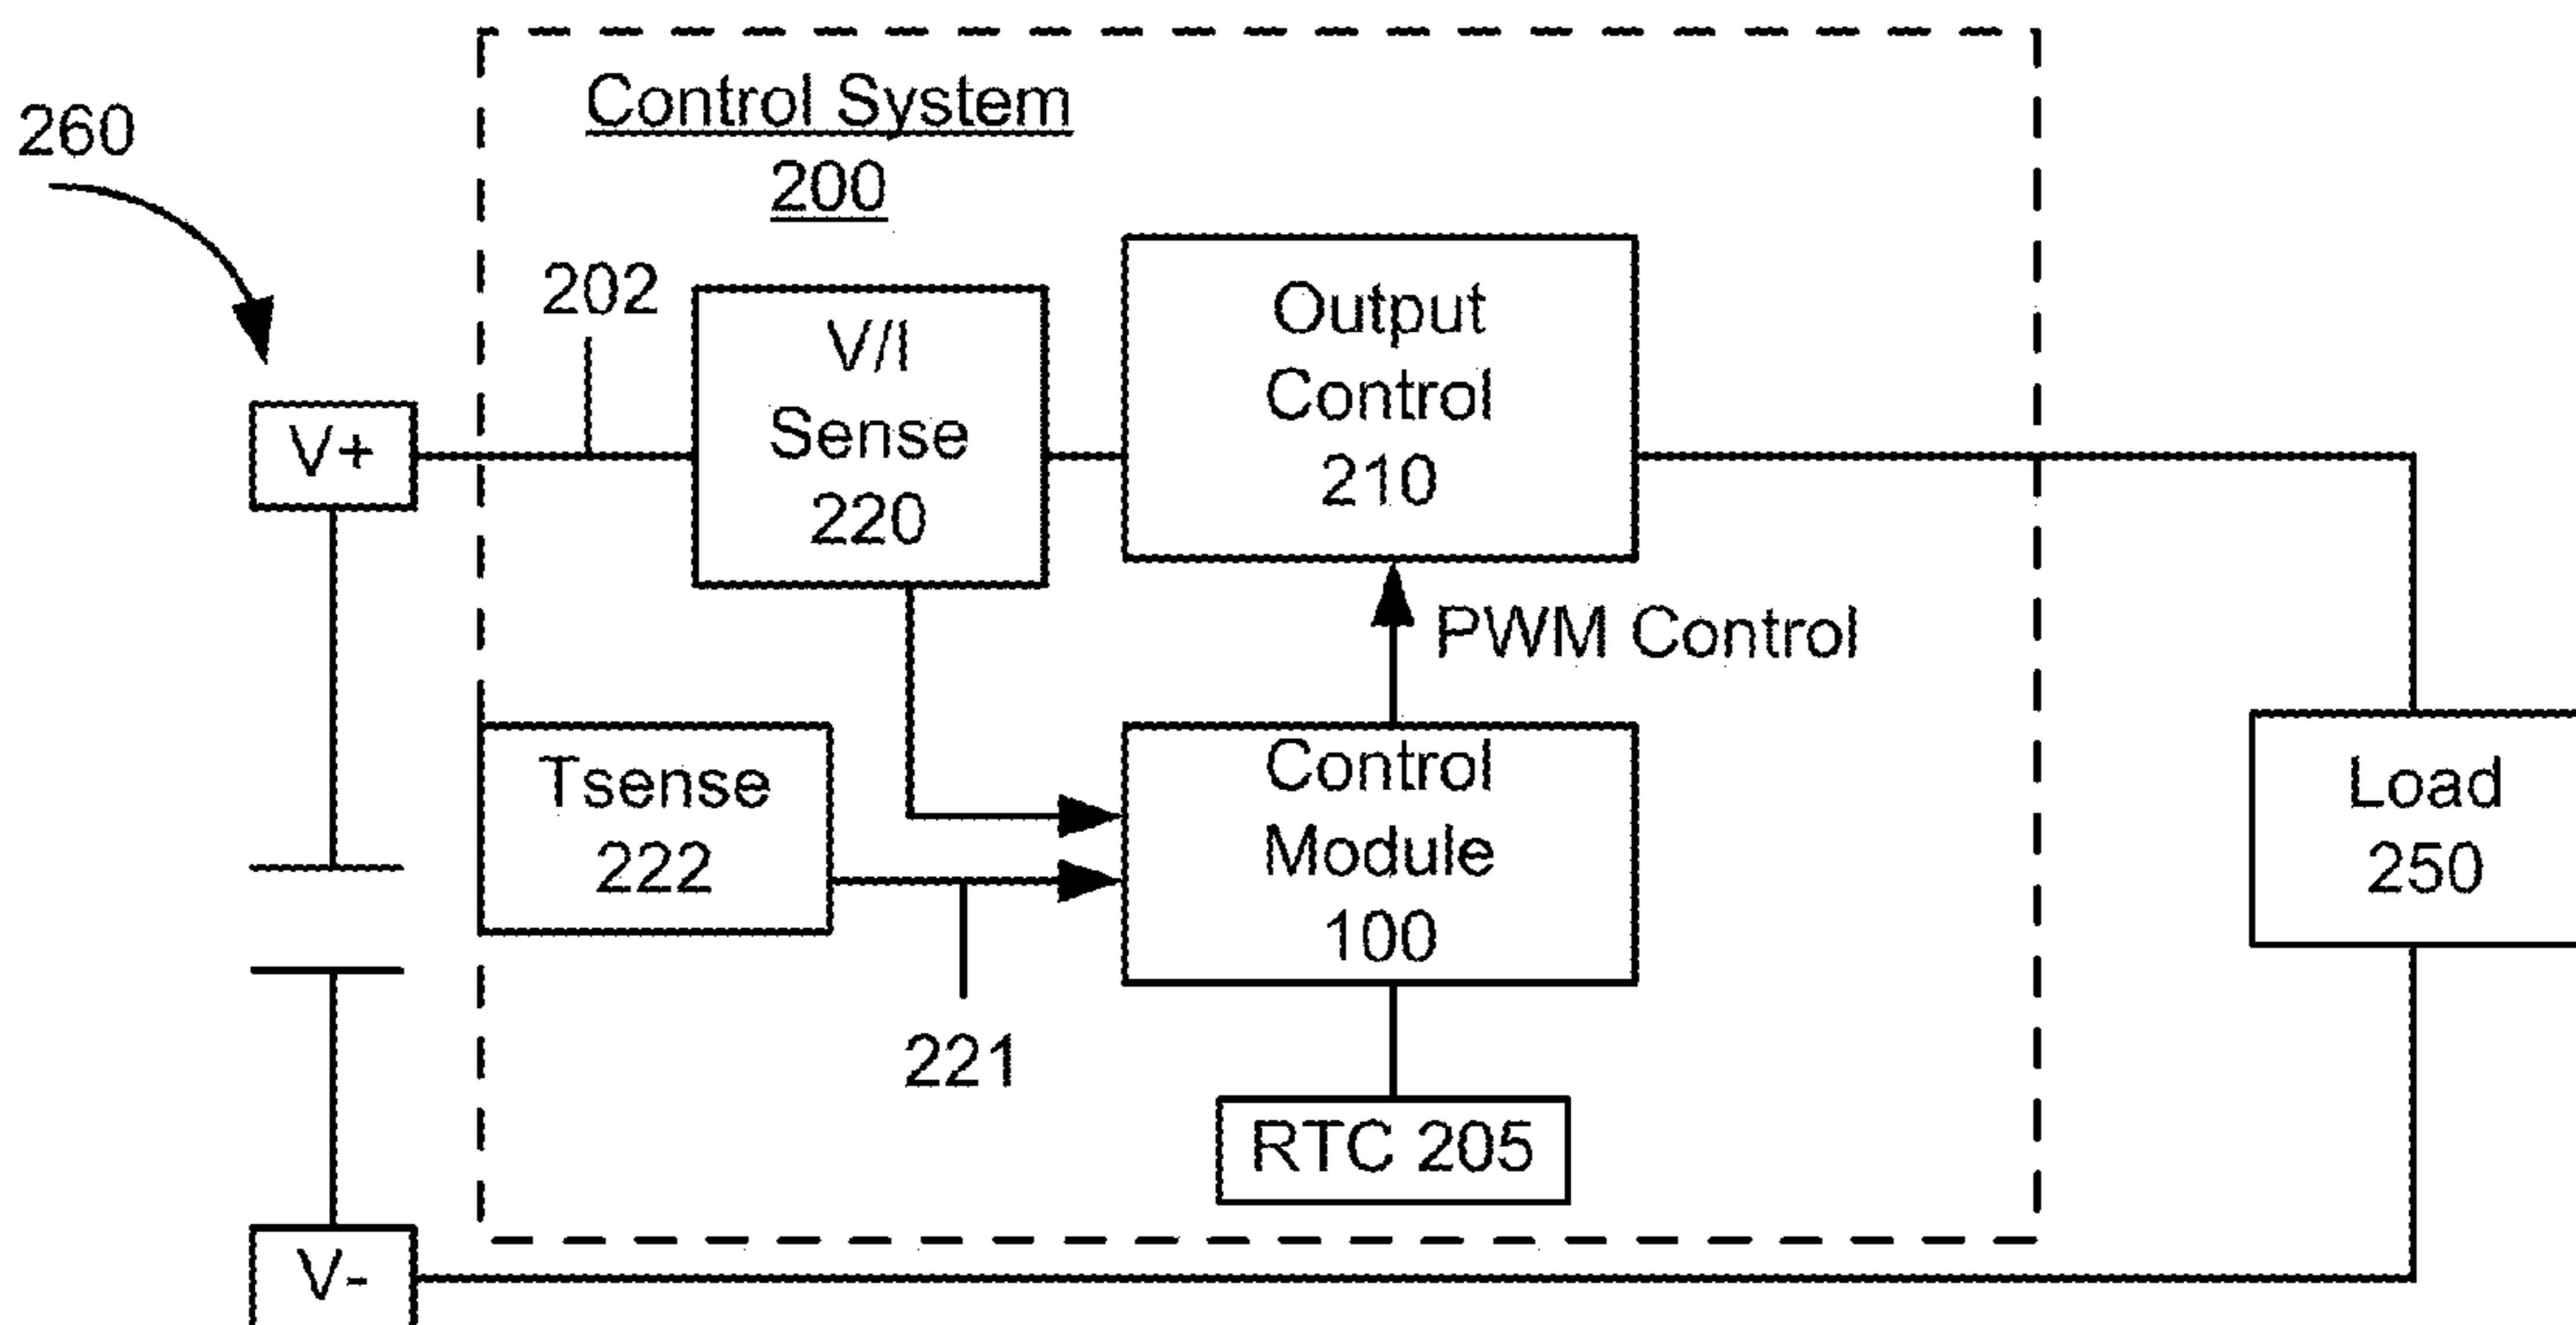 Control System
200
260
202
V/I
Sense
220
Output
Control
210
V+
PWM Control
Tsense
222
Control
Module
100
Load
250
221
RTC 205
V-